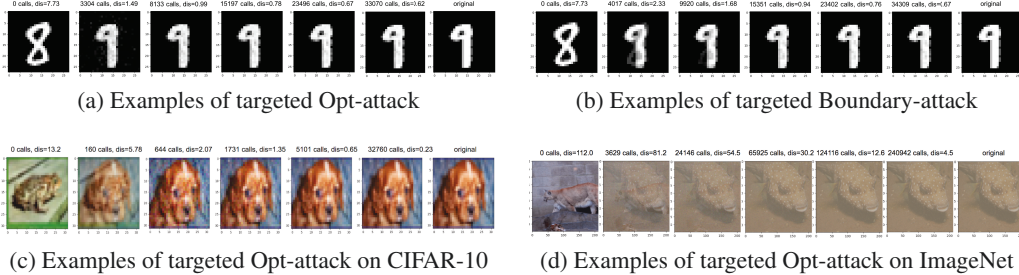 0 calls, dis=7.73 3304 calls, dis=1.49 8133 calls, dis=0.99 15197 calls, dis=0.78 23496 calls, dis=0.67 33070 calls, dis=0.62 original
0 calls, dis=7.73 4017 calls, dis=2.33 9920 calls, dis=1.68 15351 calls, dis=0.94 23402 calls, dis=0.76 34309 calls, dis=0.67 original
(a) Examples of targeted Opt-attack
(b) Examples of targeted Boundary-attack
0 calls, dis=13.2 160 calls, dis=5.78 644 calls, dis=2.07 1731 calls, dis=1.35 5101 calls, dis=0.65 32760 calls, dis=0.23 original
0 calls, dis=112.0 3629 calls, dis=81.2 24146 calls, dis=54.5 65925 calls, dis=30.2 124116 calls, dis=12.6 240942 calls, dis=4.5 original
(c) Examples of targeted Opt-attack on CIFAR-10
(d) Examples of targeted Opt-attack on ImageNet